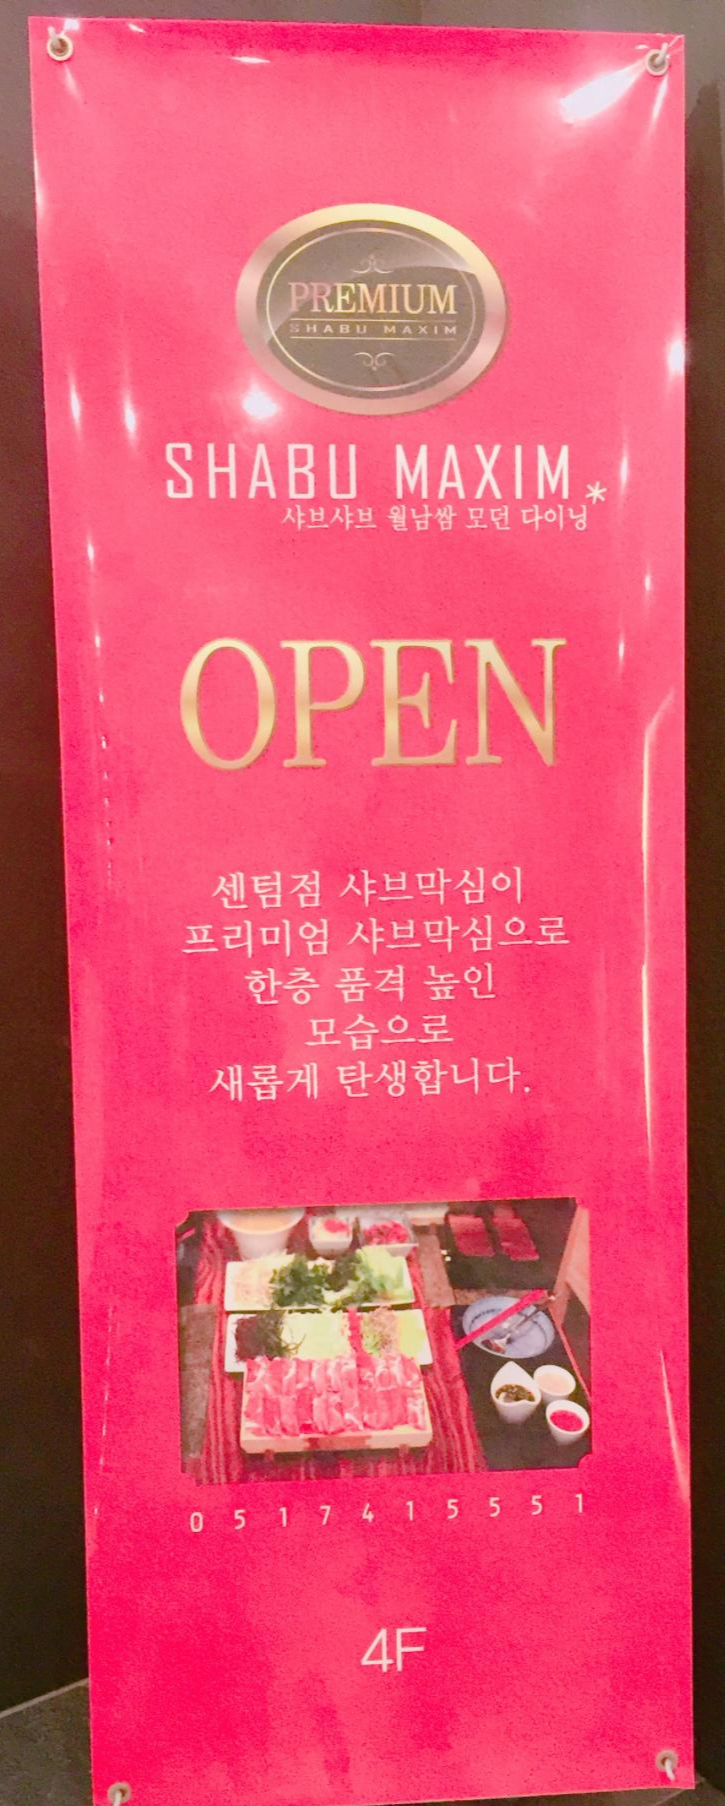 PREMIUM
SHABU MAXIM
SHABU MAXIM*
샤브샤브 월남쌈 모던 다이닝
OPEN
센텀점 샤브막심이
프리미엄 샤브막심으로
한층 품격 높인
모습으로
새롭게 탄생합니다.
0517415551
4F